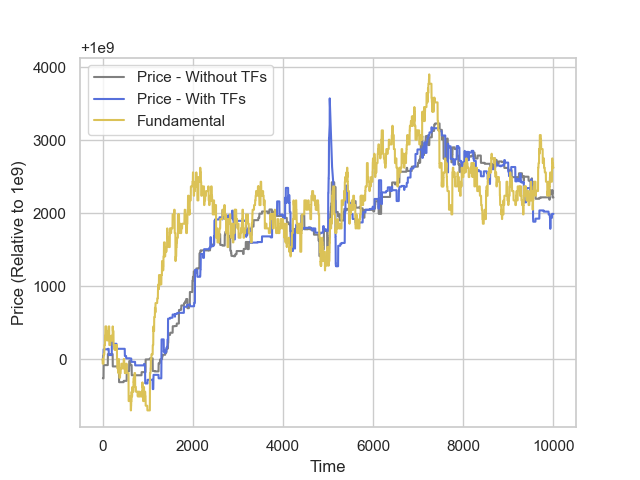 +1e9
4000
3000
2000
1000
0
Price (Relative to 1e9)
Price - Without TFs
Price - With TFs
Fundamental
0 2000 4000 6000 8000 10000
Time